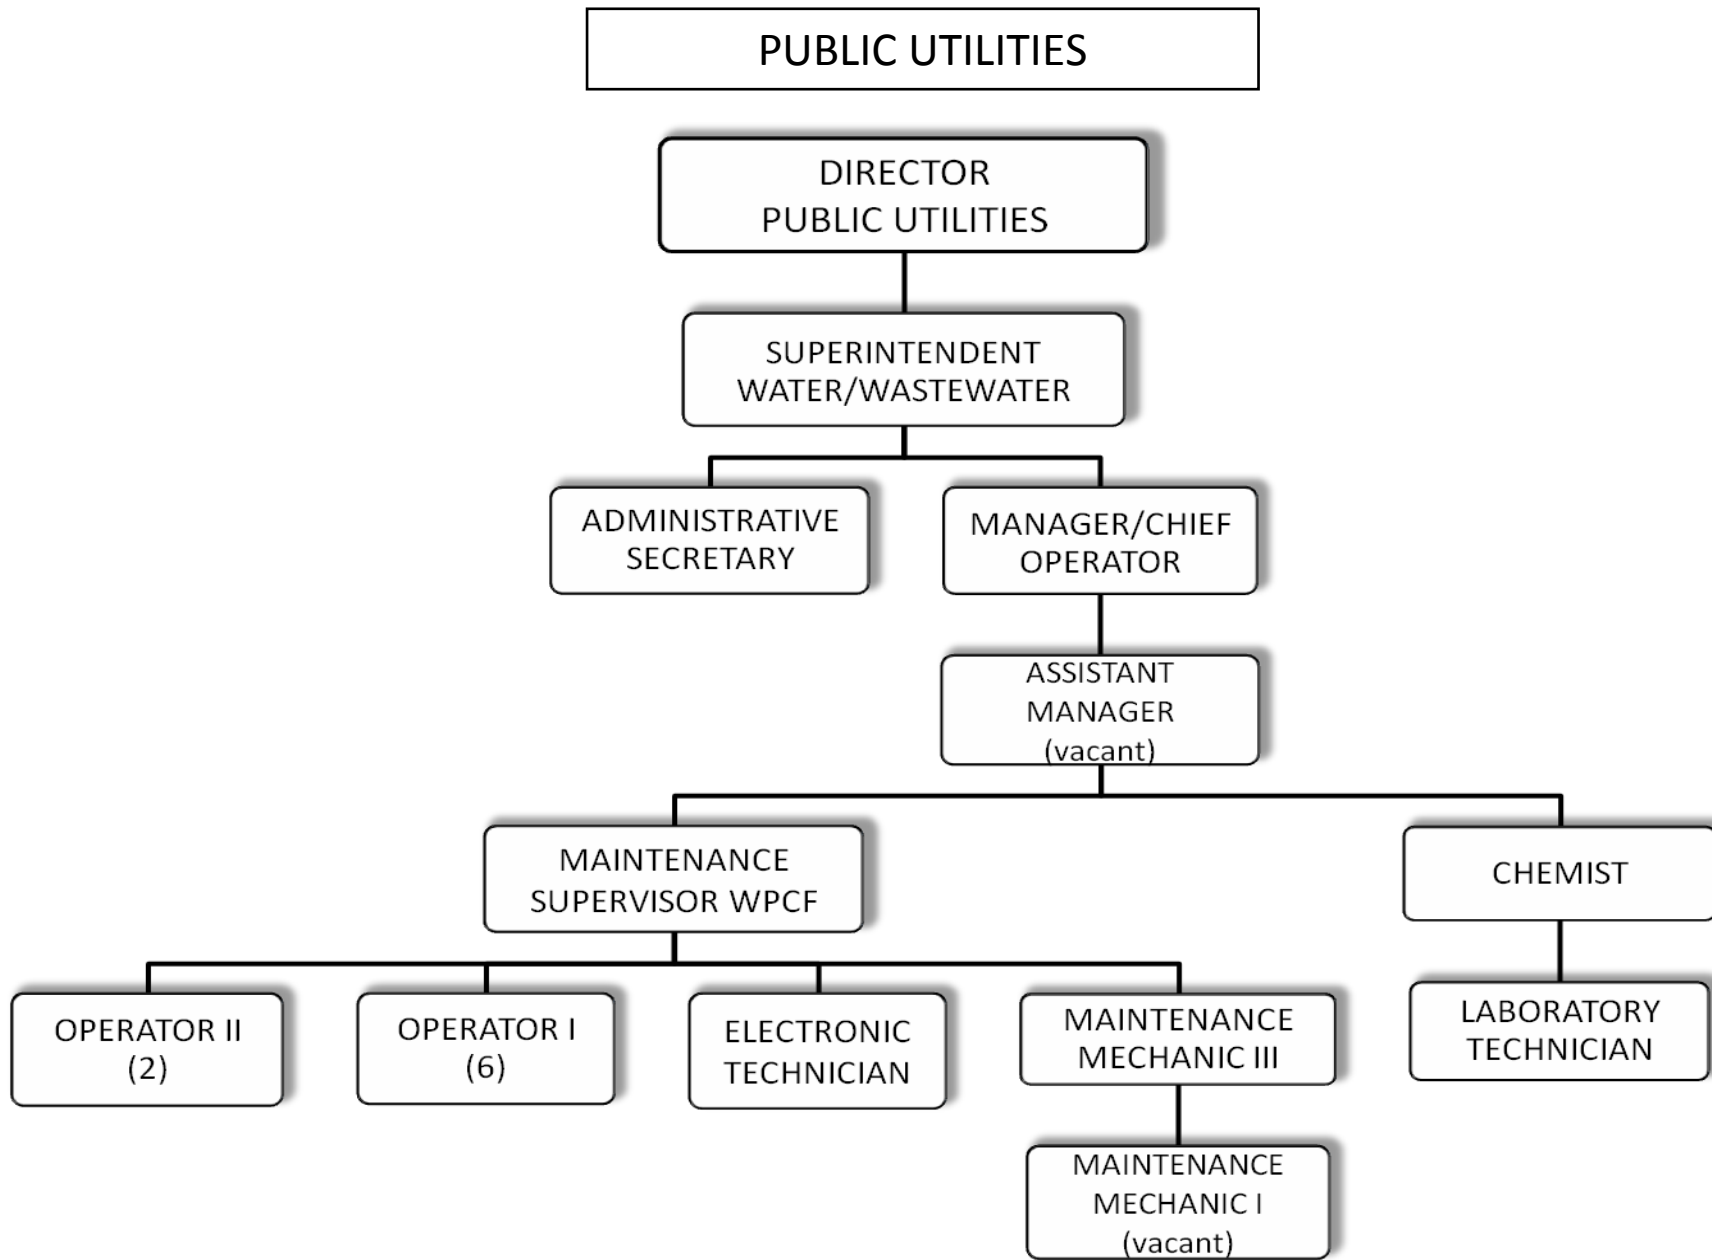 PUBLIC UTILITIES
DIRECTOR
PUBLIC UTILITIES
SUPERINTENDENT
WATER/WASTEWATER
ADMINISTRATIVE
SECRETARY
MANAGER/CHIEF
OPERATOR
ASSISTANT
MANAGER
(vacant)
MAINTENANCE
SUPERVISOR WPCF
CHEMIST
OPERATOR II
(2)
OPERATOR I
(6)
ELECTRONIC
TECHNICIAN
MAINTENANCE
MECHANIC III
LABORATORY
TECHNICIAN
MAINTENANCE
MECHANIC I
(vacant)